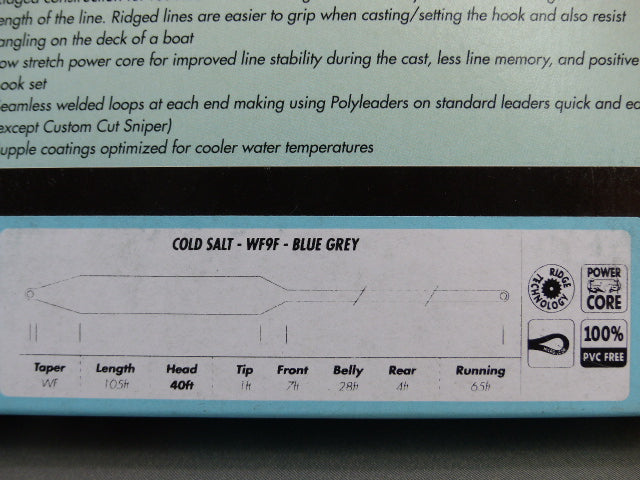 length of the line. Ridged lines are easier to grip when casting/setting the hook and also resist
angling on the deck of a boat
ow stretch power core for improved line stability during the cast, less line memory, and positive
ook set
eamless welded loops at each end making using Polyleaders on standard leaders quick and ea
except Custom Cut Sniper)
upple coatings optimized for cooler water temperatures
COLD SALT - WF9F - BLUE GREY
RIDGE TECHNOLOGY
POWER CORE
100%
PVC FREE
Taper Length Head Tip Front Belly Rear Running
WF 105ft 40ft 1ft 7ft 28ft 4ft 65ft